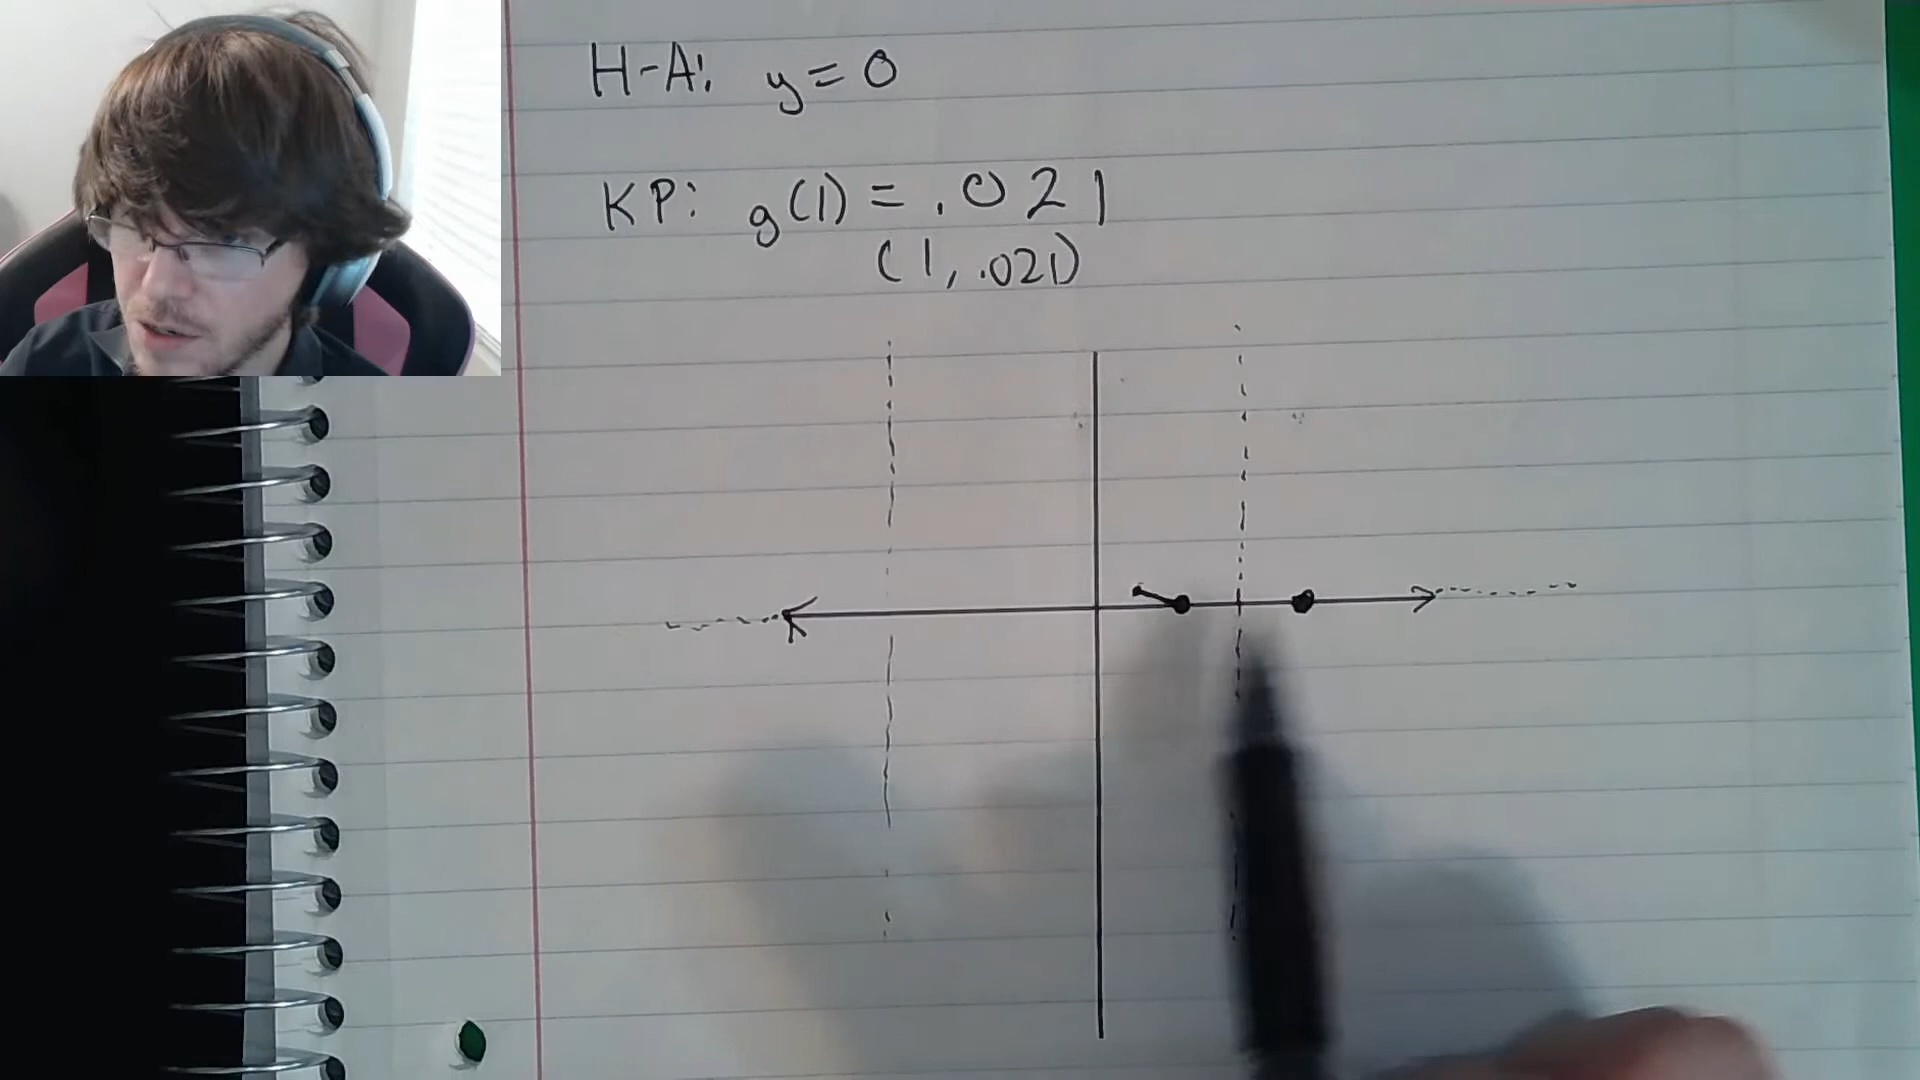 H-A: y = 0
KP: g(1) = .021
(1, .021)